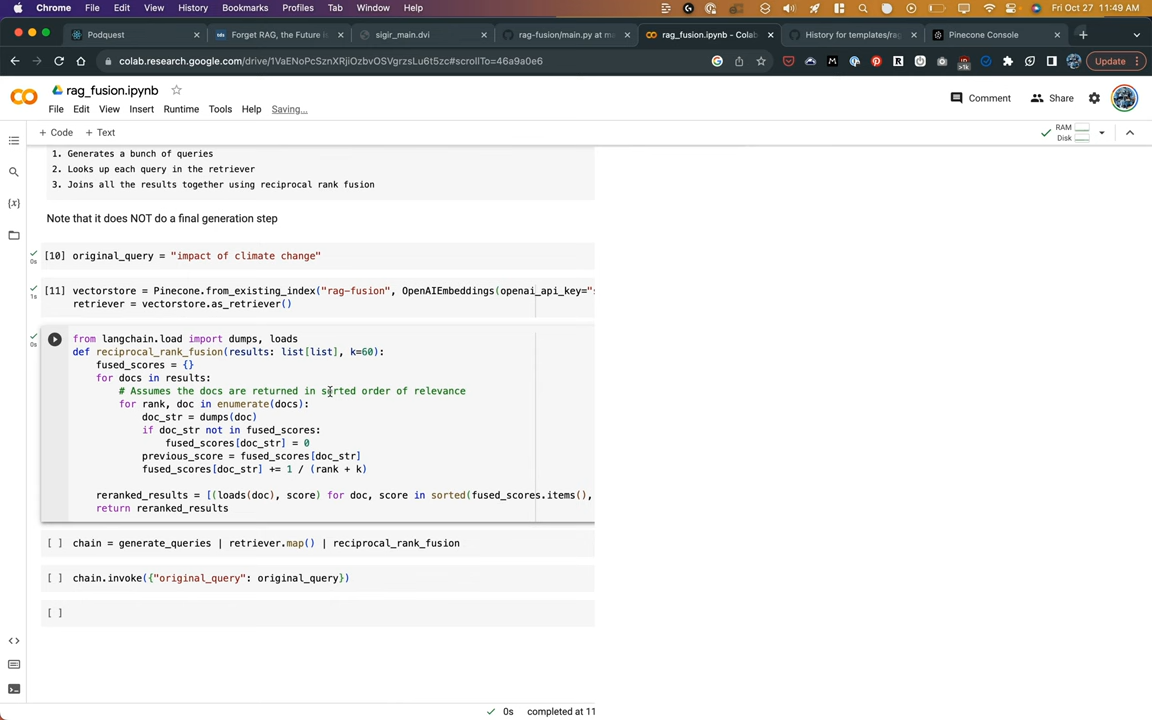 Chrome File Edit View History Bookmarks Profiles Tab Window Help Fri Oct 27 11:49 AM
Podquest Forget RAG, the Future i sigir_main.dvi rag-fusion/main.py at m rag_fusion.ipynb - Colab History for templates/rag Pinecone Console
colab.research.google.com/drive/1VaENoPcSznXRjiOzbvOSVgrzsLu6t5zc#scrollTo=46a9a0e6 Update
rag_fusion.ipynb
File Edit View Insert Runtime Tools Help Saving... Comment Share
+ Code + Text RAM Disk
1. Generates a bunch of queries
2. Looks up each query in the retriever
3. Joins all the results together using reciprocal rank fusion
Note that it does NOT do a final generation step
[10] original_query = "impact of climate change"
0s
[11] vectorstore = Pinecone.from_existing_index("rag-fusion", OpenAIEmbeddings(openai_api_key="
1s
retriever = vectorstore.as_retriever()
from langchain.load import dumps, loads
0s
def reciprocal_rank_fusion(results: list[list], k=60):
fused_scores = {}
for docs in results:
# Assumes the docs are returned in sorted order of relevance
for rank, doc in enumerate(docs):
doc_str = dumps(doc)
if doc_str not in fused_scores:
fused_scores[doc_str] = 0
previous_score = fused_scores[doc_str]
fused_scores[doc_str] += 1 / (rank + k)
reranked_results = [(loads(doc), score) for doc, score in sorted(fused_scores.items(),
return reranked_results
[ ] chain = generate_queries | retriever.map() | reciprocal_rank_fusion
[ ] chain.invoke({"original_query": original_query})
[ ]
0s completed at 11